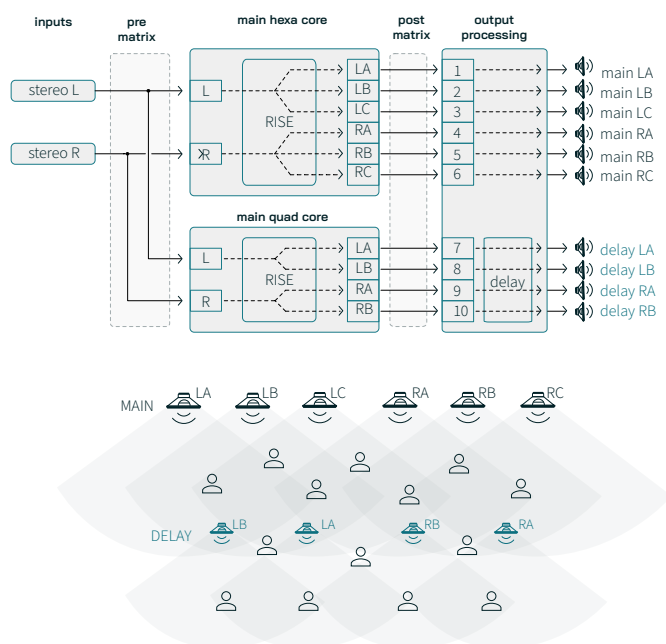 inputs
pre
matrix
main hexa core
post
matrix
output
processing
stereo L
stereo R
L
R
RISE
LA
LB
LC
RA
RB
RC
1
2
3
4
5
6
main LA
main LB
main LC
main RA
main RB
main RC
main quad core
L
R
RISE
LA
LB
RA
RB
7
8
9
10
delay
delay LA
delay LB
delay RA
delay RB
MAIN
LA
LB
LC
RA
RB
RC
DELAY
LB
LA
RB
RA